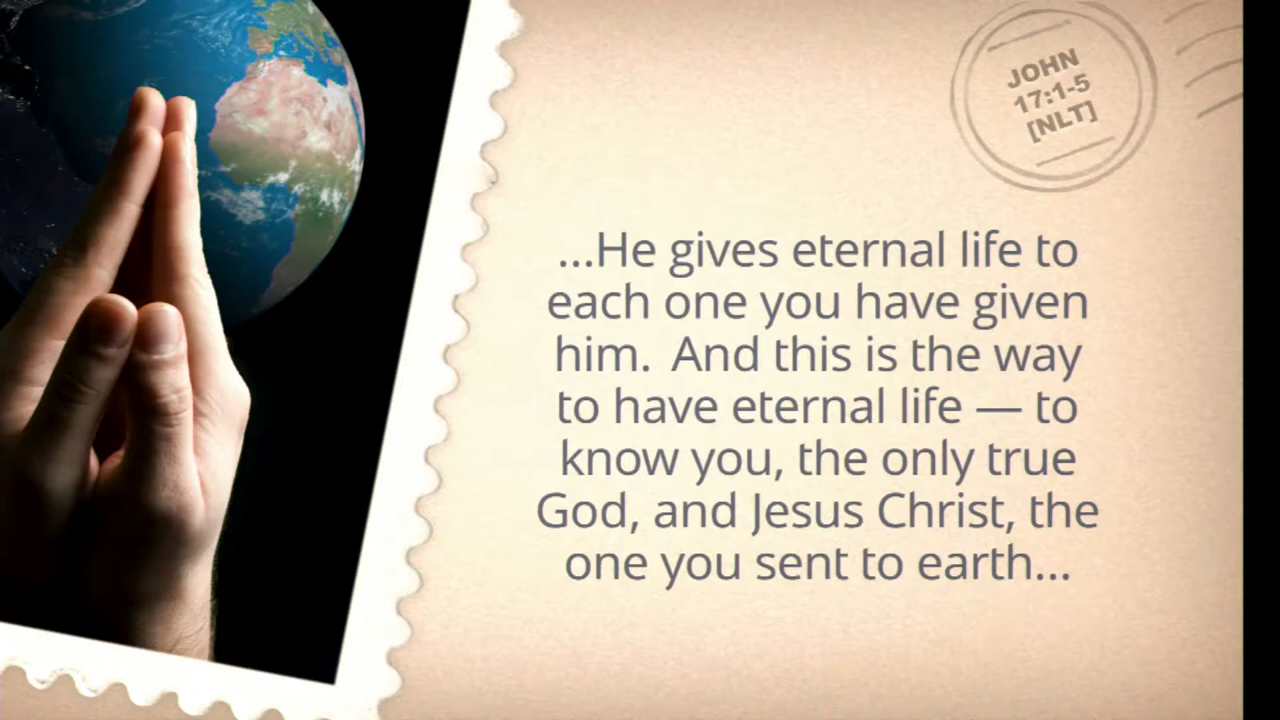 JOHN
17:1-5
[NLT]
...He gives eternal life to
each one you have given
him.  And this is the way
to have eternal life — to
know you, the only true
God, and Jesus Christ, the
one you sent to earth...